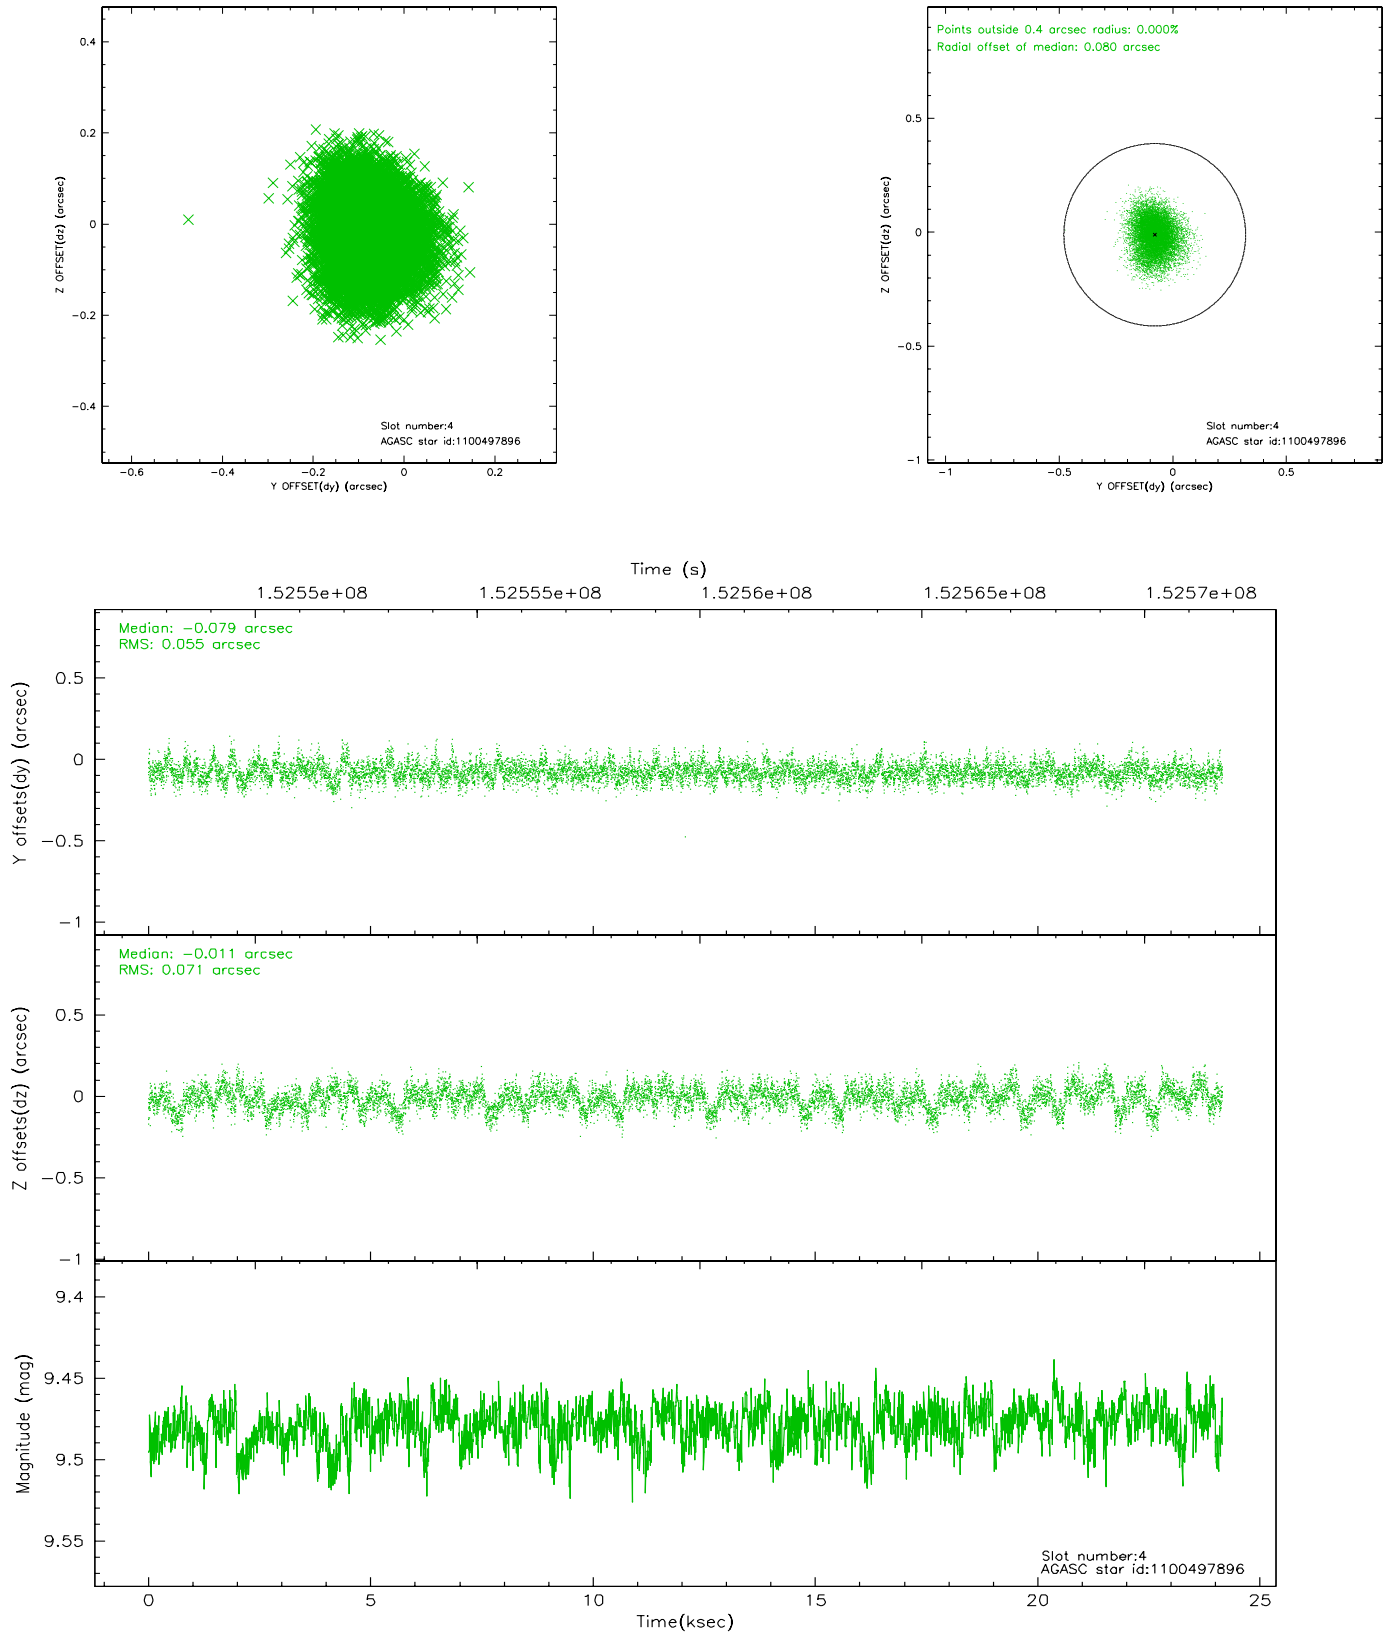 0.4
0.2
0
−0.2
−0.4
Z OFFSET(dz) (arcsec)
Slot number:4
AGASC star id:1100497896
−0.6
−0.4
−0.2
0
0.2
Y OFFSET(dy) (arcsec)
Points outside 0.4 arcsec radius: 0.000%
Radial offset of median: 0.080 arcsec
0.5
0
−0.5
−1
Z OFFSET(dz) (arcsec)
Slot number:4
AGASC star id:1100497896
−1
−0.5
0
0.5
Y OFFSET(dy) (arcsec)
Time (s)
1.5255e+08
1.52555e+08
1.5256e+08
1.52565e+08
1.5257e+08
Median: −0.079 arcsec
RMS: 0.055 arcsec
0.5
0
−0.5
−1
Y offsets(dy) (arcsec)
Median: −0.011 arcsec
RMS: 0.071 arcsec
0.5
0
−0.5
−1
Z offsets(dz) (arcsec)
9.4
9.45
9.5
9.55
Magnitude (mag)
Slot number:4
AGASC star id:1100497896
0
5
10
15
20
25
Time(ksec)